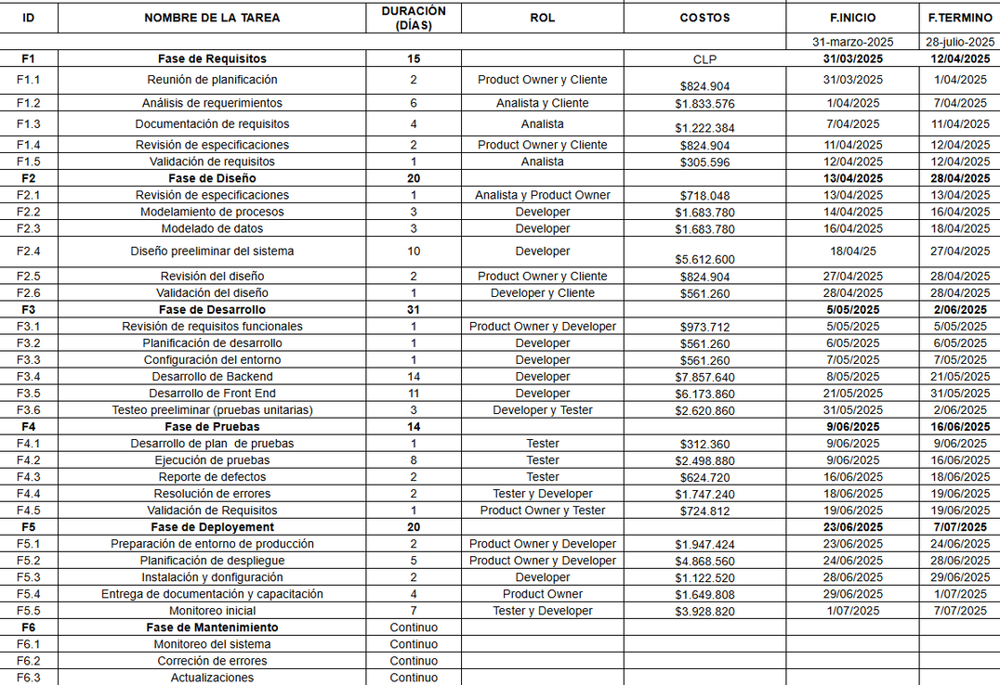 ID NOMBRE DE LA TAREA DURACIÓN (DÍAS) ROL COSTOS F.INICIO F.TERMINO
31-marzo-2025 28-julio-2025
F1 Fase de Requisitos 15 CLP 31/03/2025 12/04/2025
F1.1 Reunión de planificación 2 Product Owner y Cliente $824.904 31/03/2025 1/04/2025
F1.2 Análisis de requerimientos 6 Analista y Cliente $1.833.576 1/04/2025 7/04/2025
F1.3 Documentación de requisitos 4 Analista $1.222.384 7/04/2025 11/04/2025
F1.4 Revisión de especificaciones 2 Product Owner y Cliente $824.904 11/04/2025 12/04/2025
F1.5 Validación de requisitos 1 Analista $305.596 12/04/2025 12/04/2025
F2 Fase de Diseño 20 13/04/2025 28/04/2025
F2.1 Revisión de especificaciones 1 Analista y Product Owner $718.048 13/04/2025 13/04/2025
F2.2 Modelamiento de procesos 3 Developer $1.683.780 14/04/2025 16/04/2025
F2.3 Modelado de datos 3 Developer $1.683.780 16/04/2025 18/04/2025
F2.4 Diseño preeliminar del sistema 10 Developer $5.612.600 18/04/25 27/04/2025
F2.5 Revisión del diseño 2 Product Owner y Cliente $824.904 27/04/2025 28/04/2025
F2.6 Validación del diseño 1 Developer y Cliente $561.260 28/04/2025 28/04/2025
F3 Fase de Desarrollo 31 5/05/2025 2/06/2025
F3.1 Revisión de requisitos funcionales 1 Product Owner y Developer $973.712 5/05/2025 5/05/2025
F3.2 Planificación de desarrollo 1 Developer $561.260 6/05/2025 6/05/2025
F3.3 Configuración del entorno 1 Developer $561.260 7/05/2025 7/05/2025
F3.4 Desarrollo de Backend 14 Developer $7.857.640 8/05/2025 21/05/2025
F3.5 Desarrollo de Front End 11 Developer $6.173.860 21/05/2025 31/05/2025
F3.6 Testeo preeliminar (pruebas unitarias) 3 Developer y Tester $2.620.860 31/05/2025 2/06/2025
F4 Fase de Pruebas 14 9/06/2025 16/06/2025
F4.1 Desarrollo de plan de pruebas 1 Tester $312.360 9/06/2025 9/06/2025
F4.2 Ejecución de pruebas 8 Tester $2.498.880 9/06/2025 16/06/2025
F4.3 Reporte de defectos 2 Tester $624.720 16/06/2025 18/06/2025
F4.4 Resolución de errores 2 Tester y Developer $1.747.240 18/06/2025 19/06/2025
F4.5 Validación de Requisitos 1 Product Owner y Tester $724.812 19/06/2025 19/06/2025
F5 Fase de Deployement 20 23/06/2025 7/07/2025
F5.1 Preparación de entorno de producción 2 Product Owner y Developer $1.947.424 23/06/2025 24/06/2025
F5.2 Planificación de despliegue 5 Product Owner y Developer $4.868.560 24/06/2025 28/06/2025
F5.3 Instalación y donfiguración 2 Developer $1.122.520 28/06/2025 29/06/2025
F5.4 Entrega de documentación y capacitación 4 Product Owner $1.649.808 29/06/2025 1/07/2025
F5.5 Monitoreo inicial 7 Tester y Developer $3.928.820 1/07/2025 7/07/2025
F6 Fase de Mantenimiento Continuo
F6.1 Monitoreo del sistema Continuo
F6.2 Correción de errores Continuo
F6.3 Actualizaciones Continuo